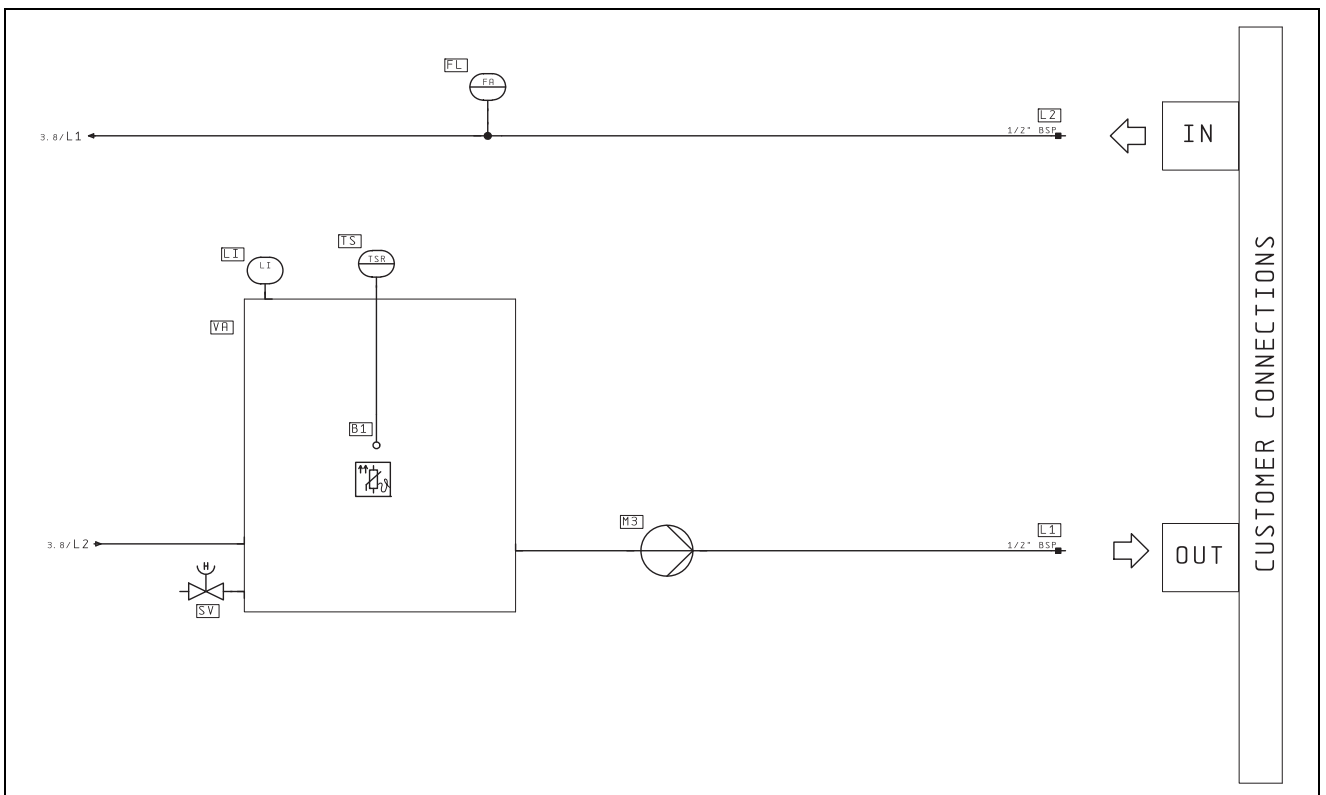 FL
FA
3.8/L1
L2
1/2" BSP
IN
TS
LI
LI
TSR
VA
B1
M3
L1
3.8/L2
1/2" BSP
OUT
H
SV
CUSTOMER CONNECTIONS